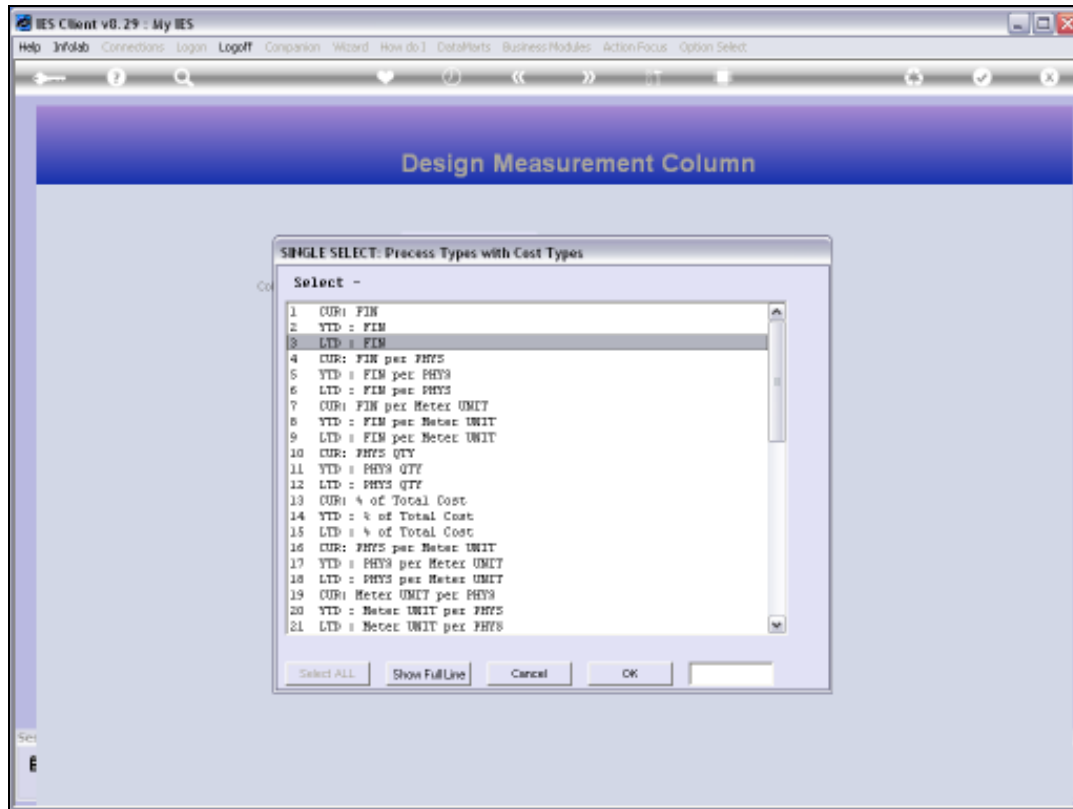 IES Client v8.29 : My IES
Help Infolab Connections Logon Logoff Companion Wizard How do I DataMarts Business Modules Action Focus Option Select
Design Measurement Column
SINGLE SELECT: Process Types with Cost Types
Select -
1 CUR: FIN
2 YTD : FIN
3 LTD : FIN
4 CUR: FIN per PHYS
5 YTD : FIN per PHYS
6 LTD : FIN per PHYS
7 CUR: FIN per Meter UNIT
8 YTD : FIN per Meter UNIT
9 LTD : FIN per Meter UNIT
10 CUR: PHYS QTY
11 YTD : PHYS QTY
12 LTD : PHYS QTY
13 CUR: % of Total Cost
14 YTD : % of Total Cost
15 LTD : % of Total Cost
16 CUR: PHYS per Meter UNIT
17 YTD : PHYS per Meter UNIT
18 LTD : PHYS per Meter UNIT
19 CUR: Meter UNIT per PHYS
20 YTD : Meter UNIT per PHYS
21 LTD : Meter UNIT per PHYS
Select ALL Show Full Line Cancel OK